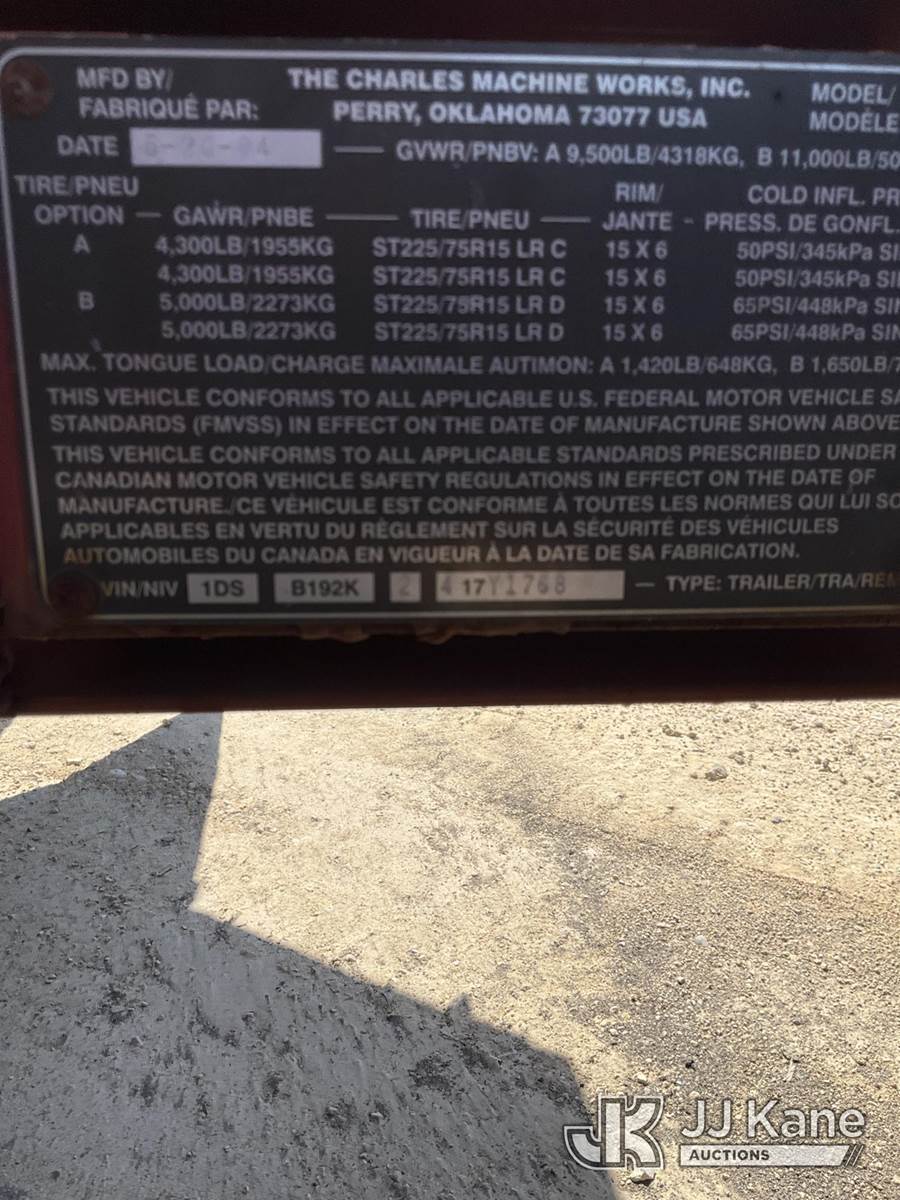 MFD BY/ THE CHARLES MACHINE WORKS, INC. MODEL/
FABRIQUÉ PAR: PERRY, OKLAHOMA 73077 USA MODÈLE
DATE — GVWR/PNBV: A 9,500LB/4318KG, B 11,000LB/50
TIRE/PNEU RIM/ COLD INFL. PR
OPTION — GAWR/PNBE — TIRE/PNEU — JANTE - PRESS. DE GONFL.
A 4,300LB/1955KG ST225/75R15 LR C 15 X 6 50PSI/345kPa SI
4,300LB/1955KG ST225/75R15 LR C 15 X 6 50PSI/345kPa SI
B 5,000LB/2273KG ST225/75R15 LR D 15 X 6 65PSI/448kPa SIN
5,000LB/2273KG ST225/75R15 LR D 15 X 6 65PSI/448kPa SIN
MAX. TONGUE LOAD/CHARGE MAXIMALE AUTIMON: A 1,420LB/648KG, B 1,650LB/7
THIS VEHICLE CONFORMS TO ALL APPLICABLE U.S. FEDERAL MOTOR VEHICLE SA
STANDARDS (FMVSS) IN EFFECT ON THE DATE OF MANUFACTURE SHOWN ABOVE
THIS VEHICLE CONFORMS TO ALL APPLICABLE STANDARDS PRESCRIBED UNDER
CANADIAN MOTOR VEHICLE SAFETY REGULATIONS IN EFFECT ON THE DATE OF
MANUFACTURE./CE VÉHICULE EST CONFORME À TOUTES LES NORMES QUI LUI SO
APPLICABLES EN VERTU DU RÈGLEMENT SUR LA SÉCURITÉ DES VÉHICULES
AUTOMOBILES DU CANADA EN VIGUEUR À LA DATE DE SA FABRICATION.
VIN/NIV 1DS B192K 2 4 17Y1768 — TYPE: TRAILER/TRA/REM
JK JJ Kane
AUCTIONS